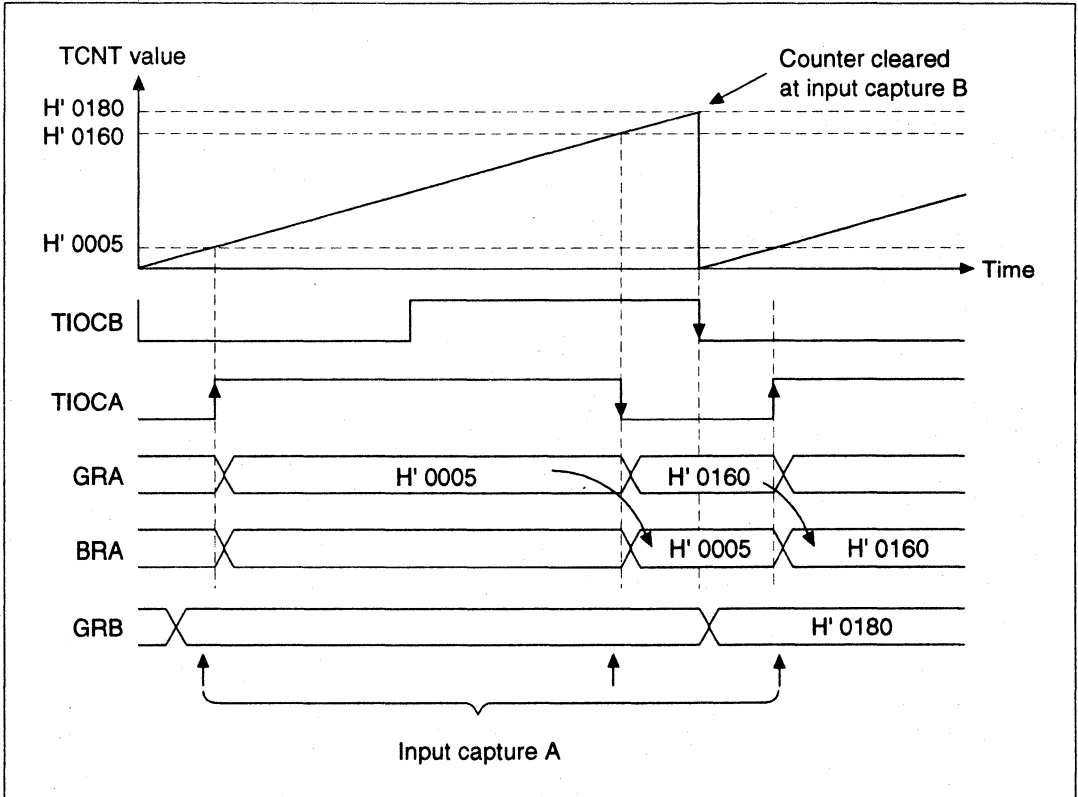 TCNT value
Counter cleared
at input capture B
H' 0180
H' 0160
H' 0005
Time
TIOCB
TIOCA
GRA
H' 0005
H' 0160
BRA
H' 0005
H' 0160
GRB
H' 0180
Input capture A